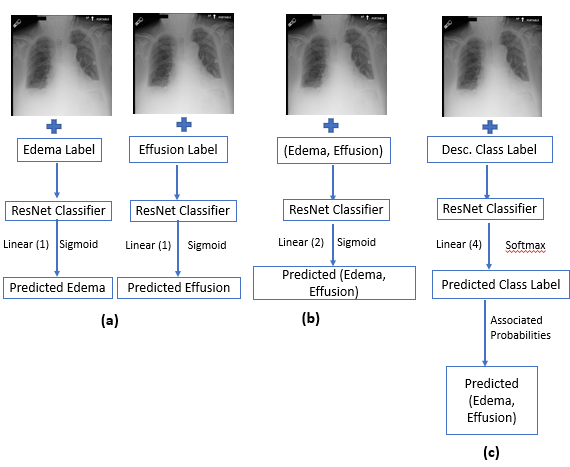 Edema Label
Effusion Label
(Edema, Effusion)
Desc. Class Label
ResNet Classifier
ResNet Classifier
ResNet Classifier
ResNet Classifier
Linear (1) Sigmoid
Linear (1) Sigmoid
Linear (2) Sigmoid
Linear (4) Softmax
Predicted Edema
Predicted Effusion
Predicted (Edema,
Effusion)
Predicted Class Label
(a)
(b)
Associated
Probabilities
Predicted
(Edema,
Effusion)
(c)